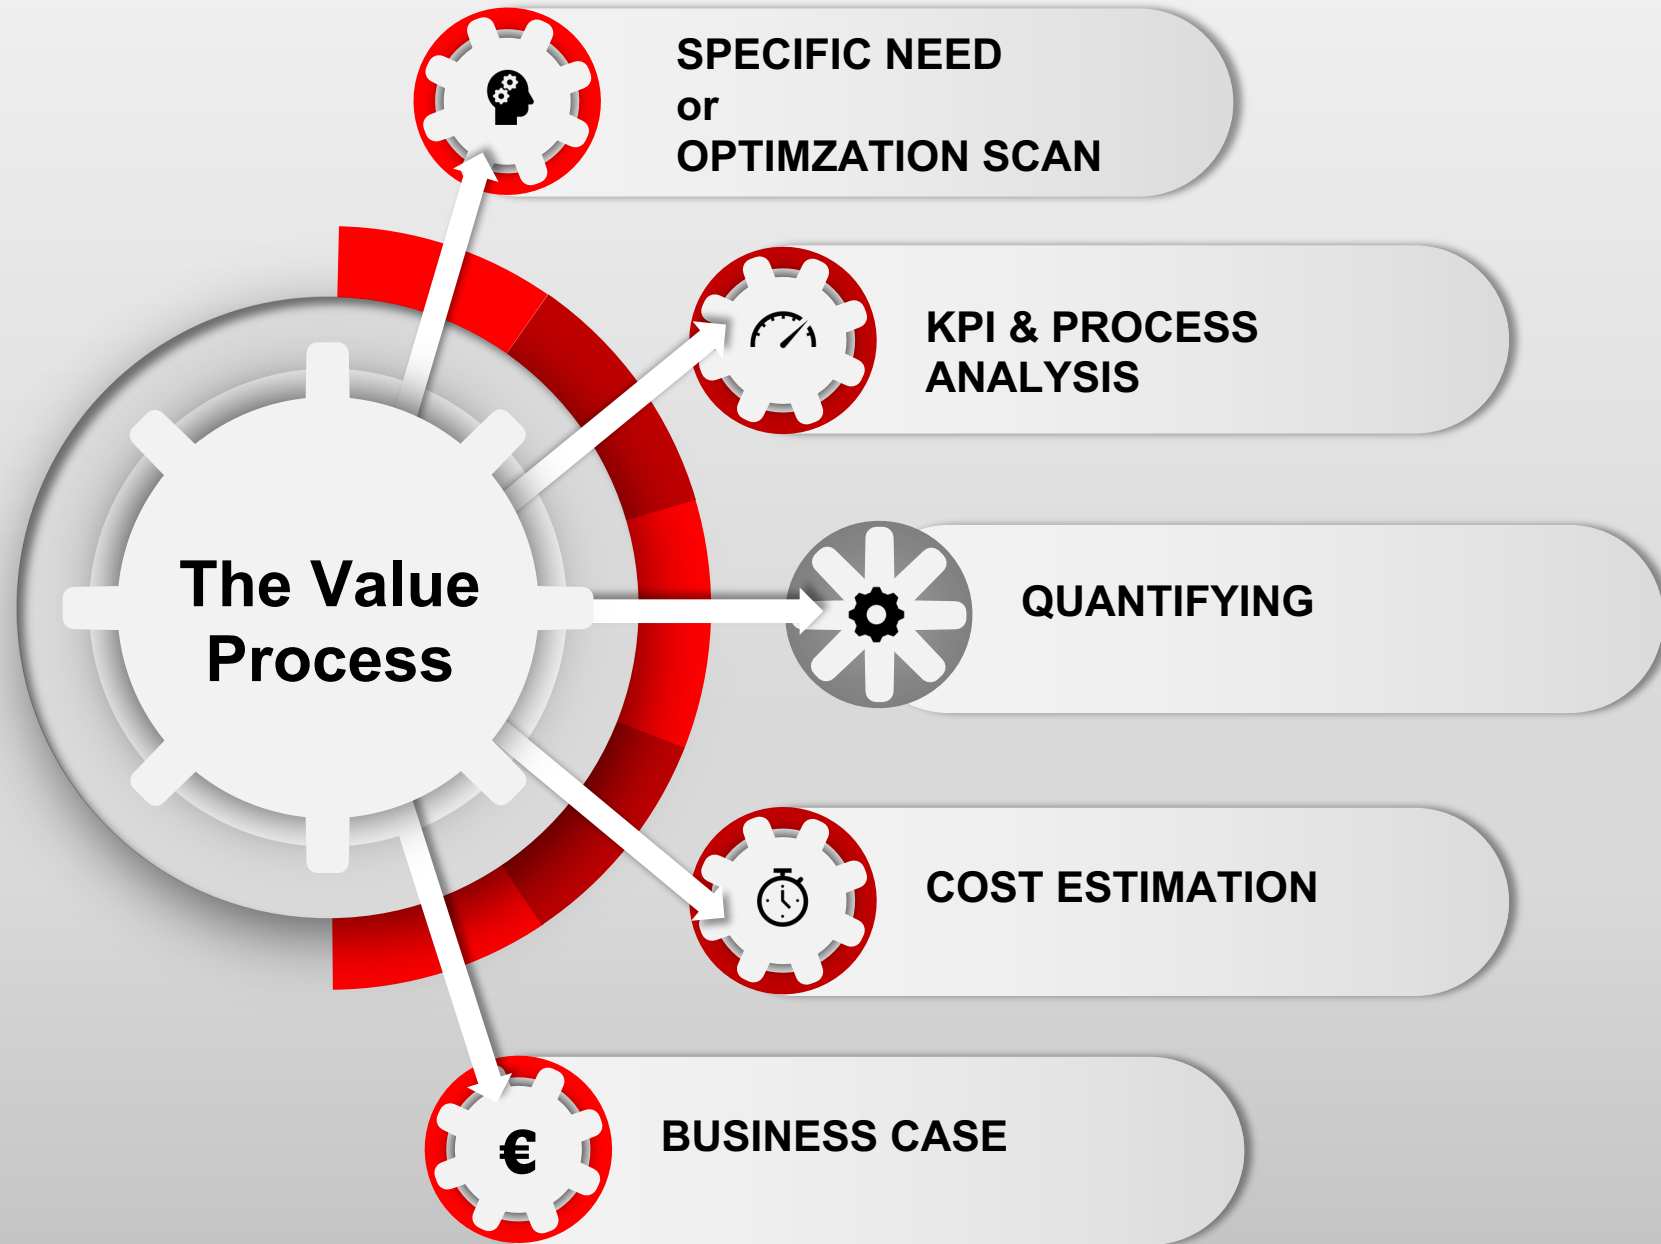 SPECIFIC NEED
or
OPTIMZATION SCAN
KPI & PROCESS
ANALYSIS
The Value
Process
QUANTIFYING
COST ESTIMATION
BUSINESS CASE
€